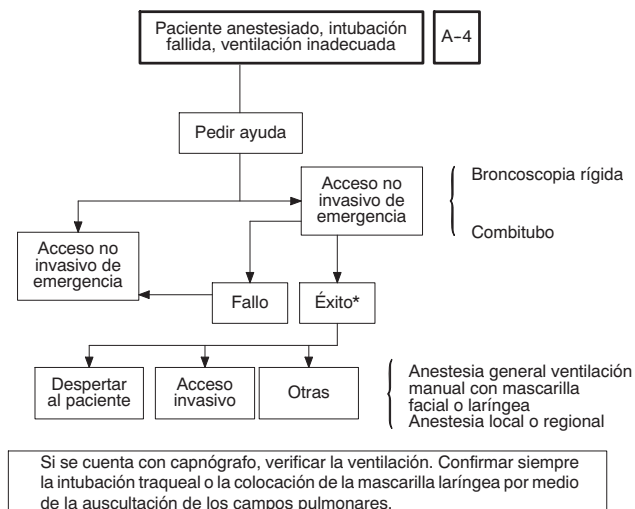 Paciente anestesiado, intubación
fallida, ventilación inadecuada
A-4
Pedir ayuda
Acceso no
invasivo de
emergencia
Broncoscopia rígida
Combitubo
Acceso no
invasivo de
emergencia
Fallo
Éxito*
Despertar
al paciente
Acceso
invasivo
Otras
Anestesia general ventilación
manual con mascarilla
facial o laríngea
Anestesia local o regional
Si se cuenta con capnógrafo, verificar la ventilación. Confirmar siempre
la intubación traqueal o la colocación de la mascarilla laríngea por medio
de la auscultación de los campos pulmonares.